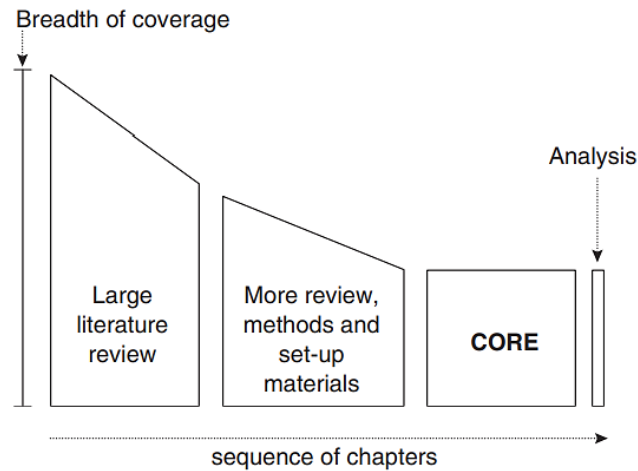 Breadth of coverage
Analysis
Large
literature
review
More review,
methods and
set-up
materials
CORE
sequence of chapters